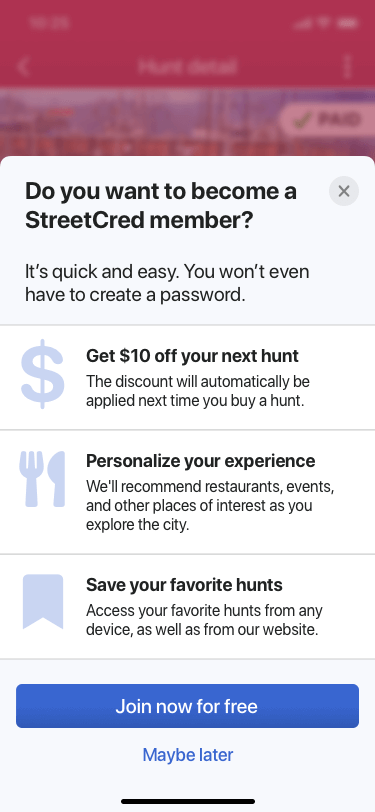 10:25
Hunt detail
PAID
Do you want to become a
StreetCred member?
It’s quick and easy. You won’t even
have to create a password.
Get $10 off your next hunt
The discount will automatically be
applied next time you buy a hunt.
Personalize your experience
We'll recommend restaurants, events,
and other places of interest as you
explore the city.
Save your favorite hunts
Access your favorite hunts from any
device, as well as from our website.
Join now for free
Maybe later